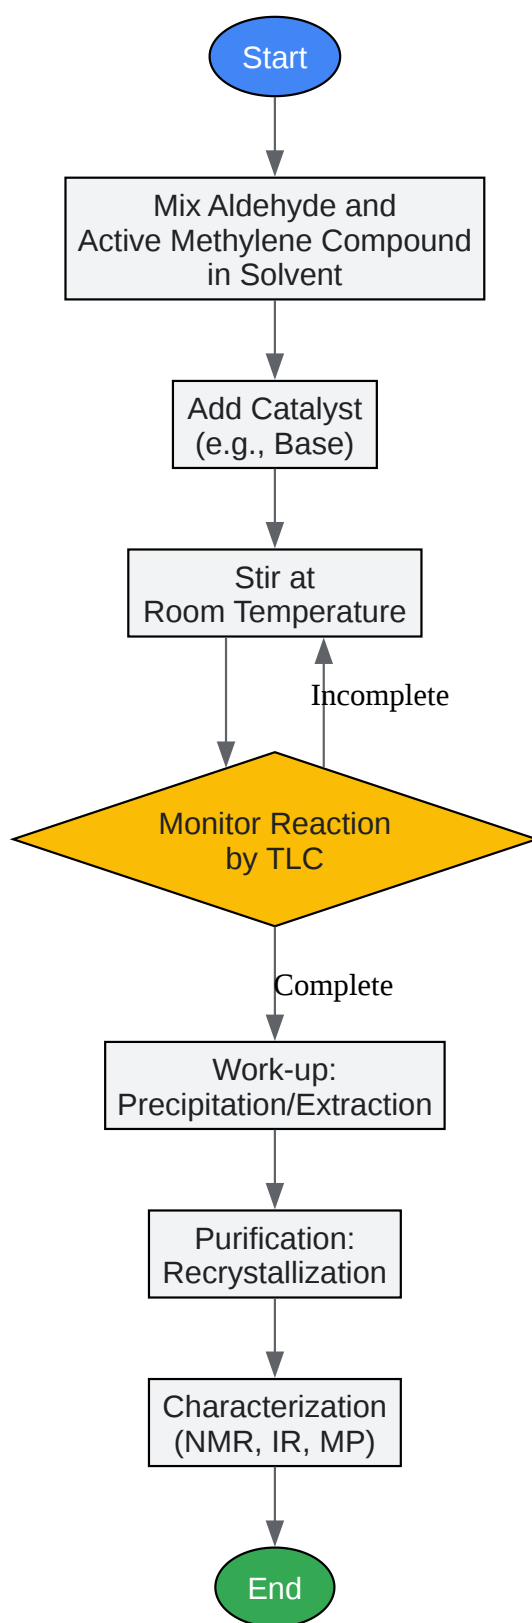 Start
Mix Aldehyde and
Active Methylene Compound
in Solvent
Add Catalyst
(e.g., Base)
Stir at
Room Temperature
Incomplete
Monitor Reaction
by TLC
Complete
Work-up:
Precipitation/Extraction
Purification:
Recrystallization
Characterization
(NMR, IR, MP)
End